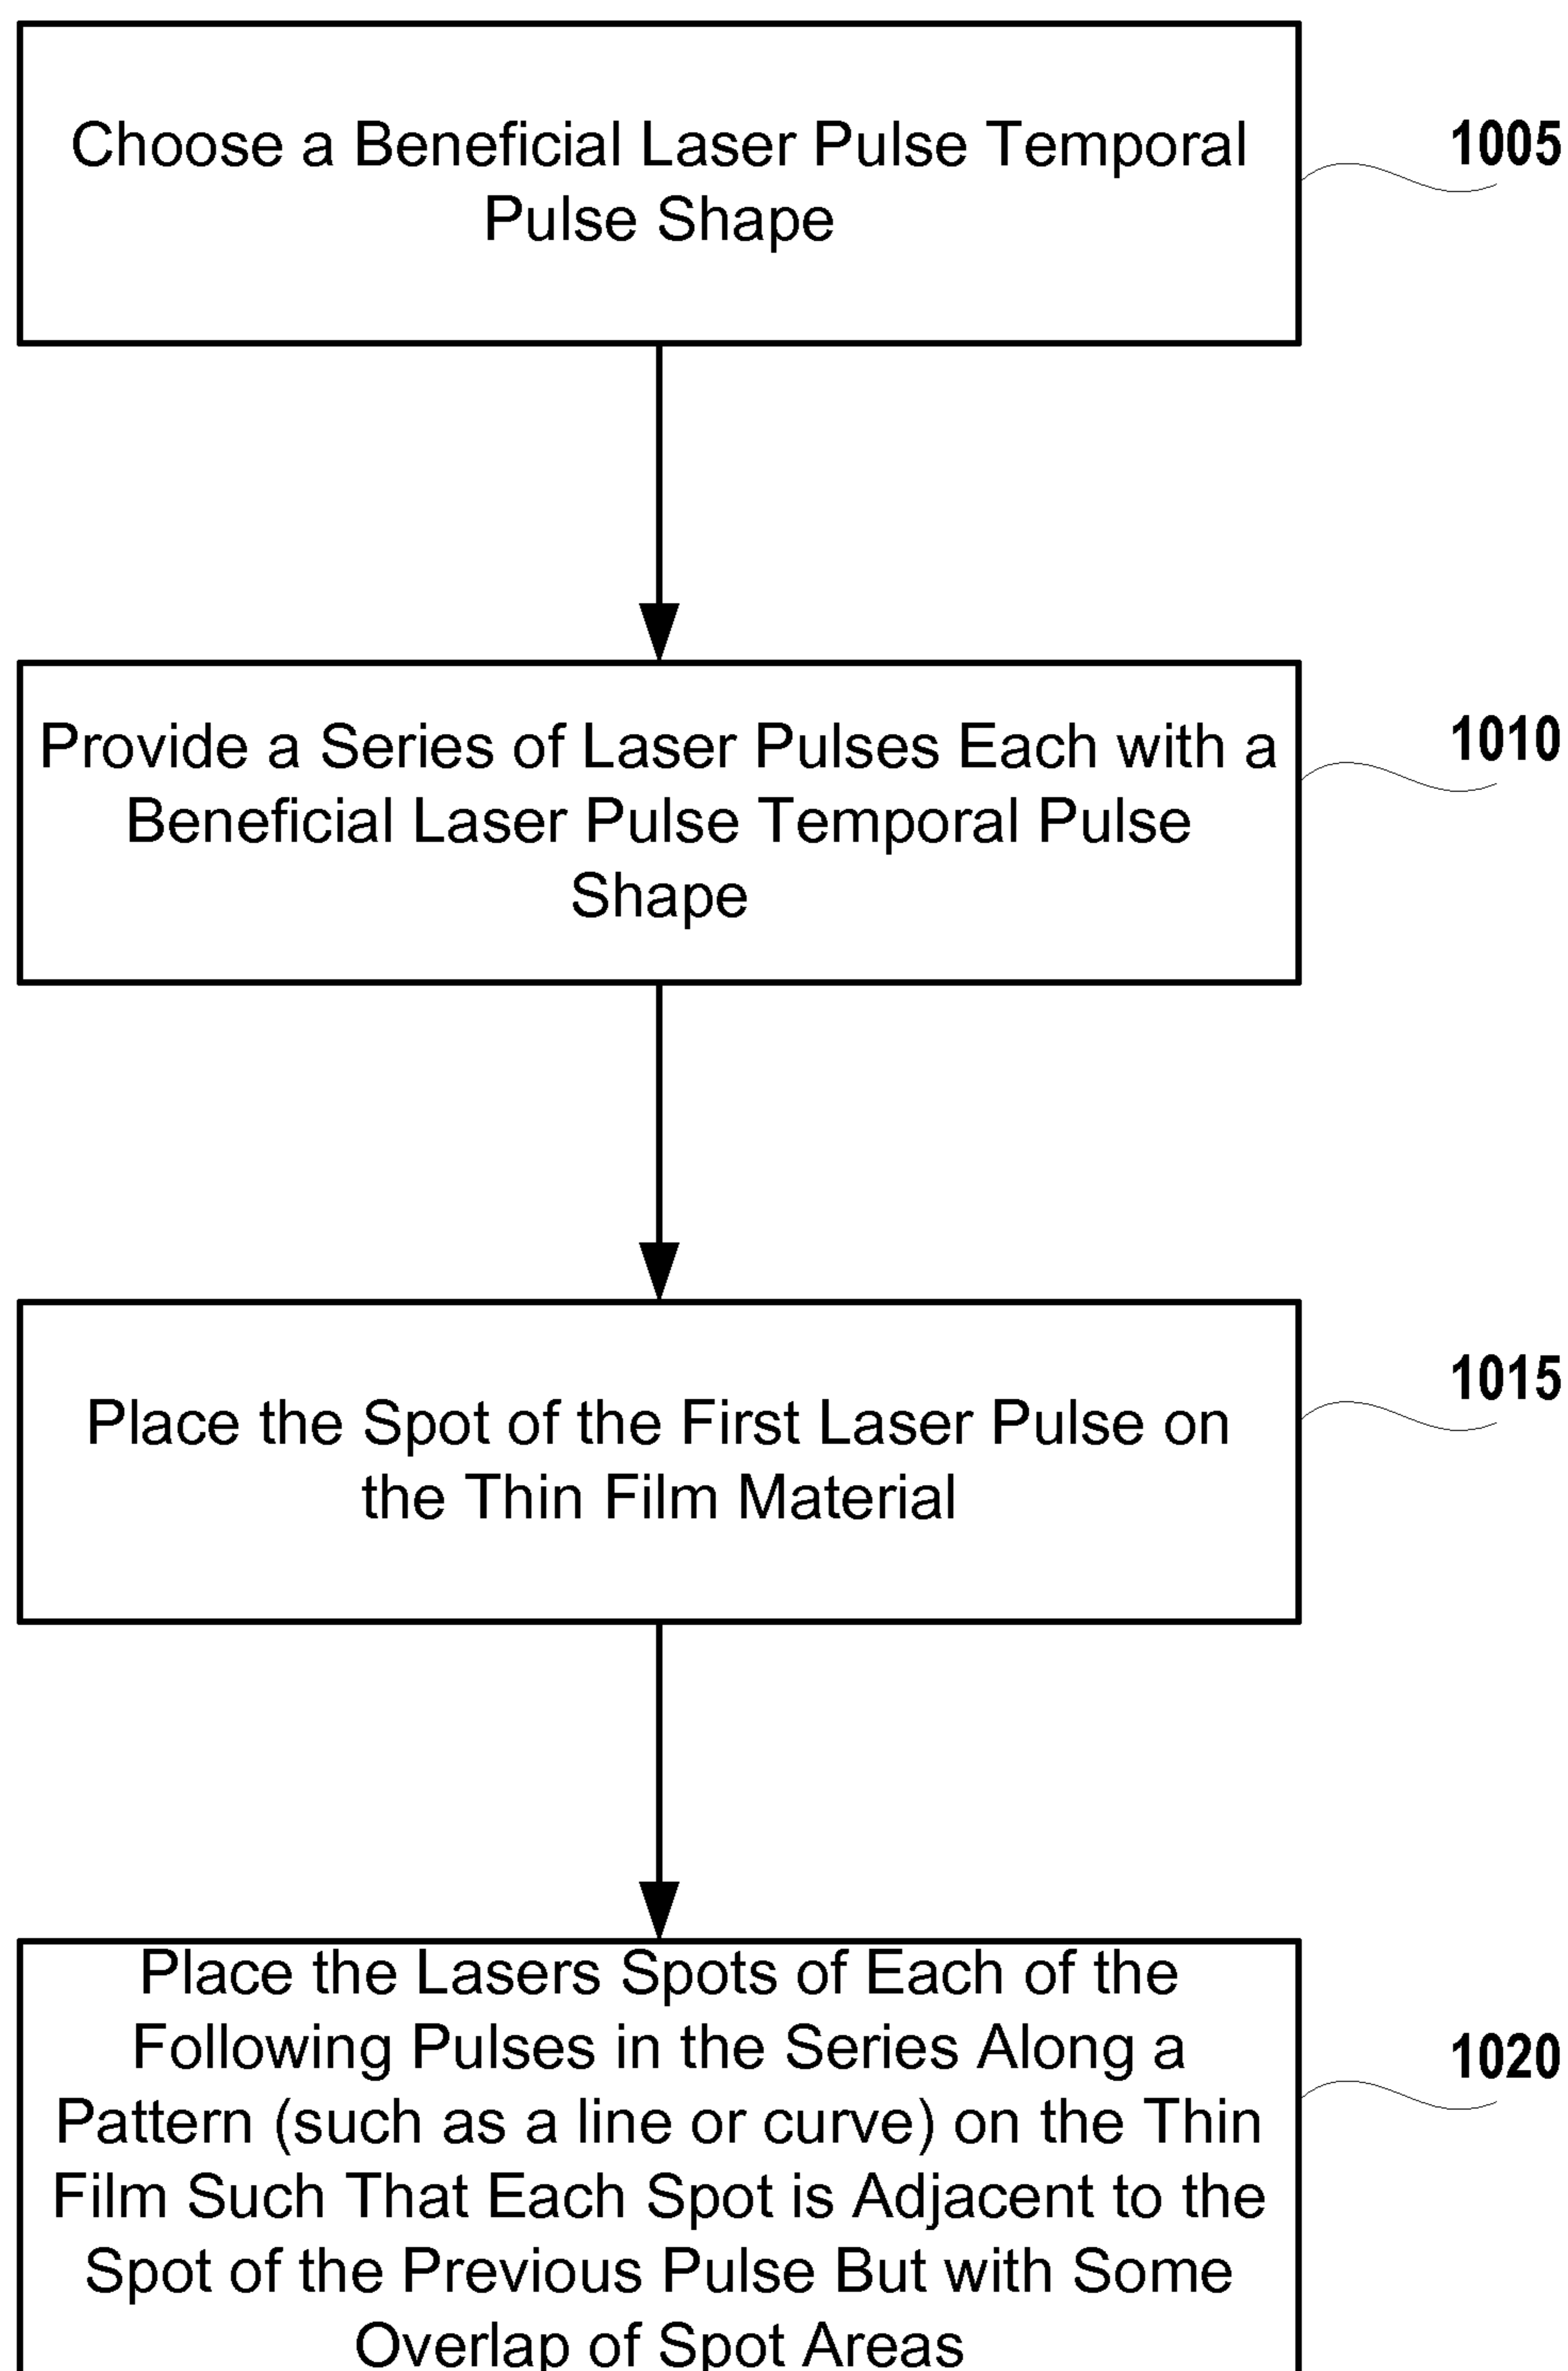 Choose a Beneficial Laser Pulse Temporal
Pulse Shape
1005
Provide a Series of Laser Pulses Each with a
Beneficial Laser Pulse Temporal Pulse
Shape
1010
Place the Spot of the First Laser Pulse on
the Thin Film Material
1015
Place the Lasers Spots of Each of the
Following Pulses in the Series Along a
Pattern (such as a line or curve) on the Thin
Film Such That Each Spot is Adjacent to the
Spot of the Previous Pulse But with Some
Overlap of Spot Areas
1020